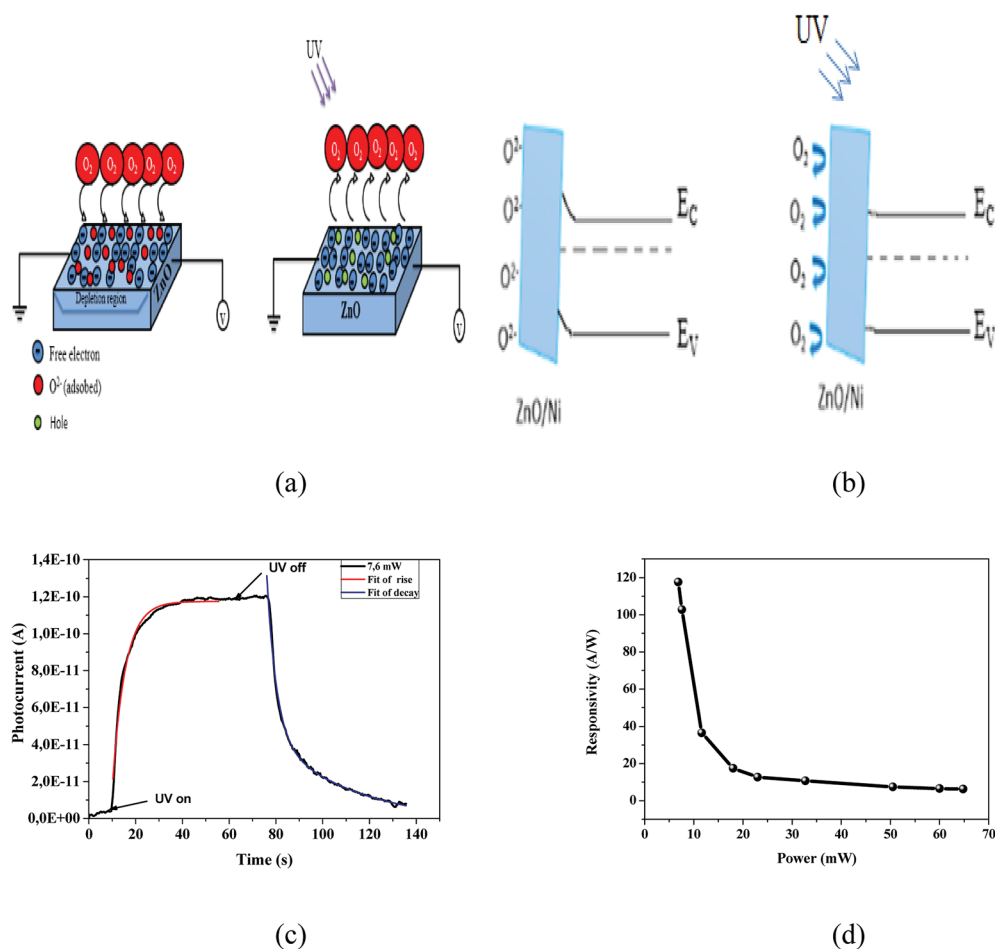 UV
O₂ O₂ O₂ O₂ O₂
O₂ O₂ O₂ O₂ O₂
Depletion region
ZnO
V
ZnO
V
Free electron
O²⁻ (adsobed)
Hole
O²⁻
O²⁻
O²⁻
O²⁻
E_C
E_V
ZnO/Ni
UV
O₂
O₂
O₂
O₂
E_C
E_V
ZnO/Ni
(a)
(b)
1,4E-10
1,2E-10
1,0E-10
8,0E-11
6,0E-11
4,0E-11
2,0E-11
0,0E+00
Photocurrent (A)
UV off
7,6 mW
Fit of rise
Fit of decay
UV on
0 20 40 60 80 100 120 140
Time (s)
120
100
80
60
40
20
0
Responsivity (A/W)
0 10 20 30 40 50 60 70
Power (mW)
(c)
(d)